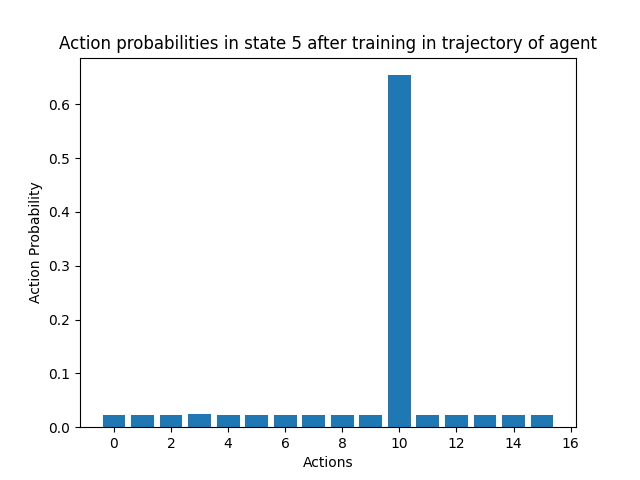 Action probabilities in state 5 after training in trajectory of agent
0.6
0.5
0.4
0.3
0.2
0.1
0.0
Action Probability
0 2 4 6 8 10 12 14 16
Actions